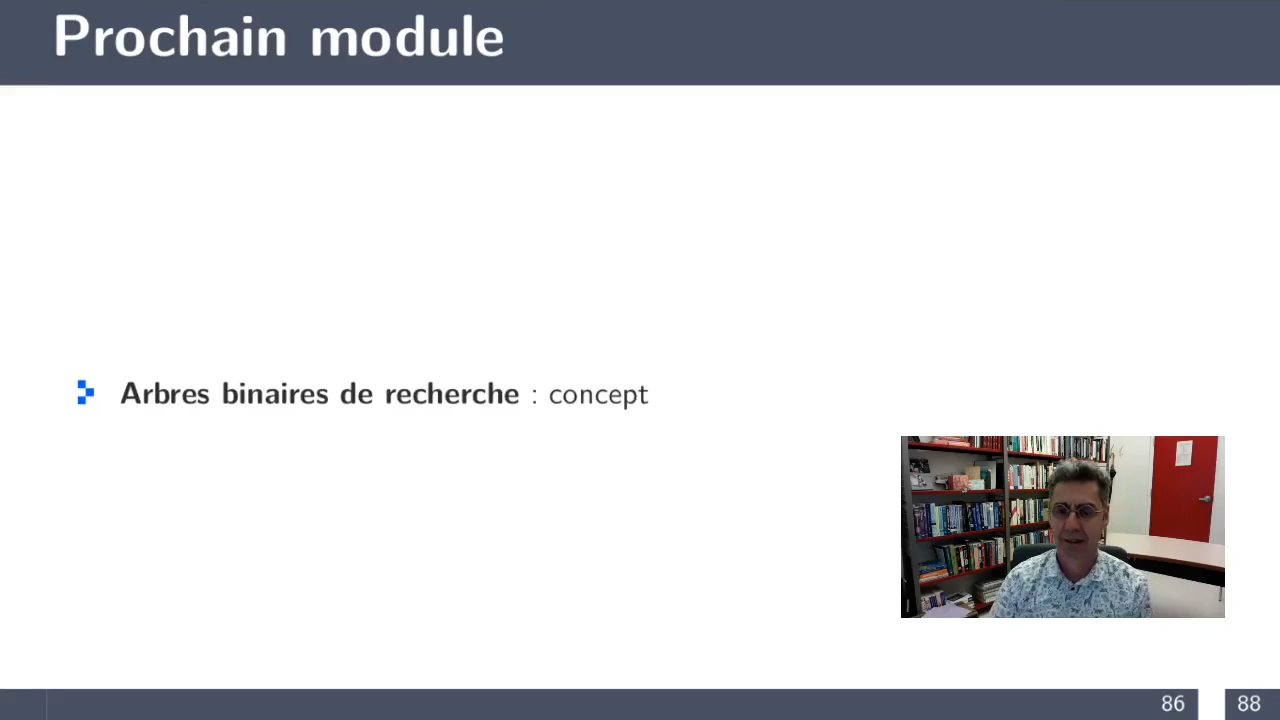 Prochain module
Arbres binaires de recherche : concept
86 88